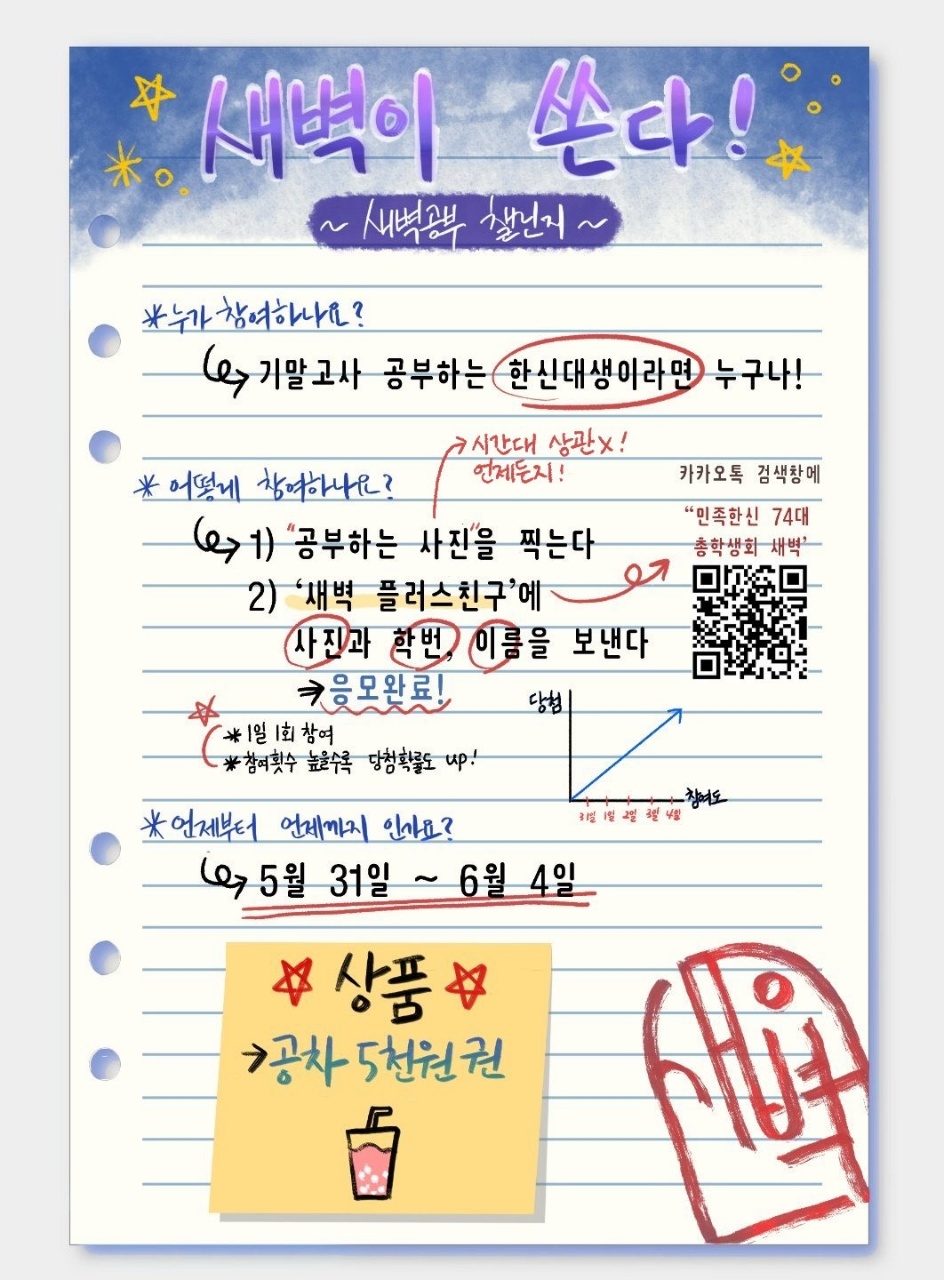 새벽이 쏜다!
~ 새벽공부 챌린지 ~
*누가 참여하나요?
기말고사 공부하는 한신대생이라면 누구나!
시간대 상관X!
언제든지!
*어떻게 참여하나요?
카카오톡 검색창에
"민족한신 74대
총학생회 새벽'
1) "공부하는 사진"을 찍는다
2) '새벽 플러스친구'에
사진과 학번, 이름을 보낸다
응모완료!
*1일 1회 참여
*참여횟수 높을수록 당첨확률도 up!
당첨
참여도
31일 1일 2일 3일 4일
*언제부터 언제까지 인가요?
5월 31일 ~ 6월 4일
상품
공차 5천원권
새벽